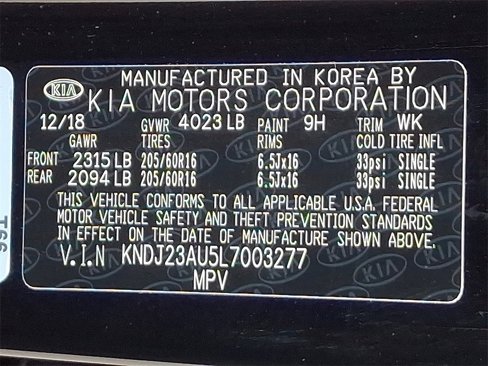 MANUFACTURED IN KOREA BY
KIA KIA MOTORS CORPORATION
12/18 GVWR 4023 LB PAINT 9H TRIM WK
GAWR TIRES RIMS COLD TIRE INFL
FRONT 2315 LB 205/60R16 6.5Jx16 33psi SINGLE
REAR 2094 LB 205/60R16 6.5Jx16 33psi SINGLE
THIS VEHICLE CONFORMS TO ALL APPLICABLE U.S.A. FEDERAL
MOTOR VEHICLE SAFETY AND THEFT PREVENTION STANDARDS
IN EFFECT ON THE DATE OF MANUFACTURE SHOWN ABOVE.
V.I.N KNDJ23AU5L7003277
MPV